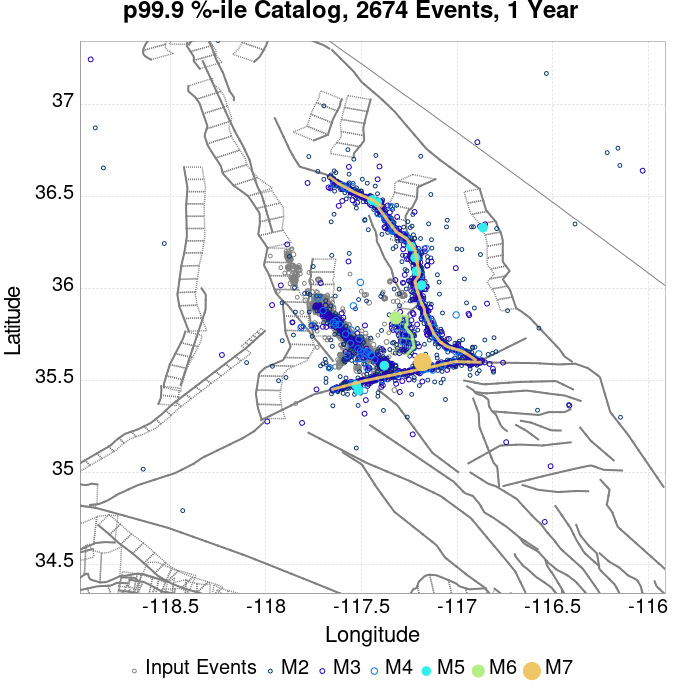 p99.9 %-ile Catalog, 2674 Events, 1 Year
37
36.5
36
35.5
35
34.5
Latitude
-118.5 -118 -117.5 -117 -116.5 -116
Longitude
Input Events M2 M3 M4 M5 M6 M7